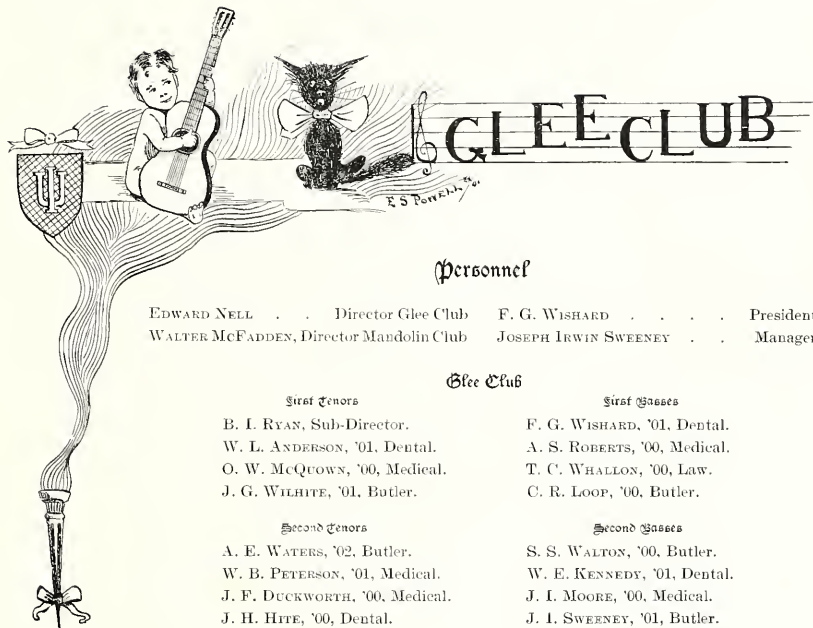 GLEE CLUB
UI
E S POWELL
Personnel
EDWARD NELL . . Director Glee Club
WALTER MCFADDEN, Director Mandolin Club
F. G. WISHARD . . . . President
JOSEPH IRWIN SWEENEY . . Manager
Glee Club
First Tenors
B. I. RYAN, Sub-Director.
W. L. ANDERSON, '01, Dental.
O. W. MCQUOWN, '00, Medical.
J. G. WILHITE, '01, Butler.
Second Tenors
A. E. WATERS, '02, Butler.
W. B. PETERSON, '01, Medical.
J. F. DUCKWORTH, '00, Medical.
J. H. HITE, '00, Dental.
First Basses
F. G. WISHARD, '01, Dental.
A. S. ROBERTS, '00, Medical.
T. C. WHALLON, '00, Law.
C. R. LOOP, '00, Butler.
Second Basses
S. S. WALTON, '00, Butler.
W. E. KENNEDY, '01, Dental.
J. I. MOORE, '00, Medical.
J. I. SWEENEY, '01, Butler.